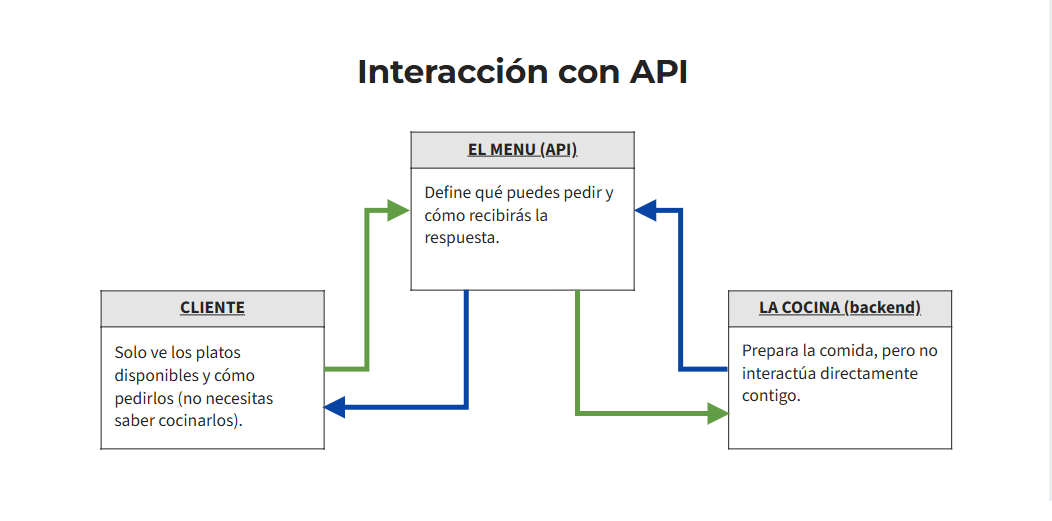 Interacción con API
EL MENU (API)
Define qué puedes pedir y
cómo recibirás la
respuesta.
CLIENTE
Solo ve los platos
disponibles y cómo
pedirlos (no necesitas
saber cocinarlos).
LA COCINA (backend)
Prepara la comida, pero no
interactúa directamente
contigo.